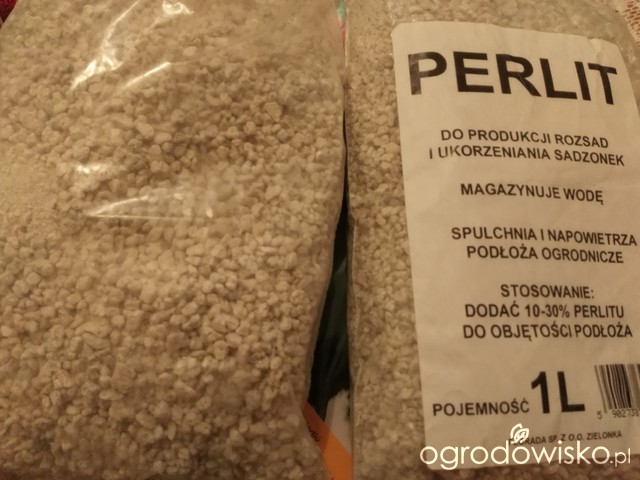 PERLIT
DO PRODUKCJI ROZSAD
I UKORZENIANIA SADZONEK
MAGAZYNUJE WODĘ
SPULCHNIA I NAPOWIETRZA
PODŁOŻA OGRODNICZE
STOSOWANIE:
DODAĆ 10-30% PERLITU
DO OBJĘTOŚCI PODŁOŻA
POJEMNOŚĆ 1L
SP. Z O.O. ZIELONKA
ogrodowisko.pl